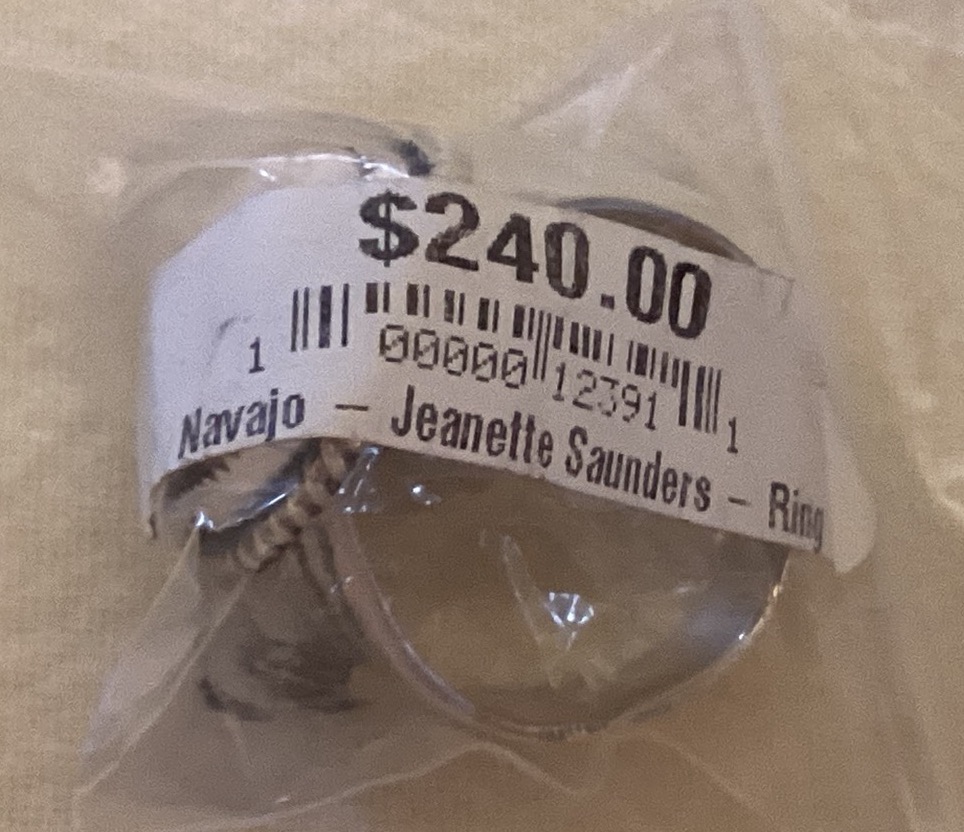 $240.00
1 00000 12391 1
Navajo – Jeanette Saunders – Ring